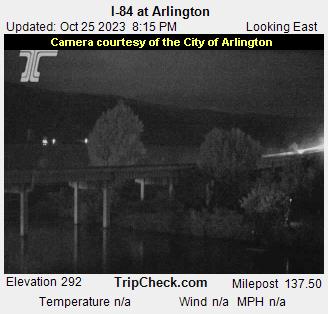 I-84 at Arlington
Updated: Oct 25 2023 8:15 PM Looking East
Camera courtesy of the City of Arlington
Elevation 292 TripCheck.com Milepost 137.50
Temperature n/a Wind n/a MPH n/a